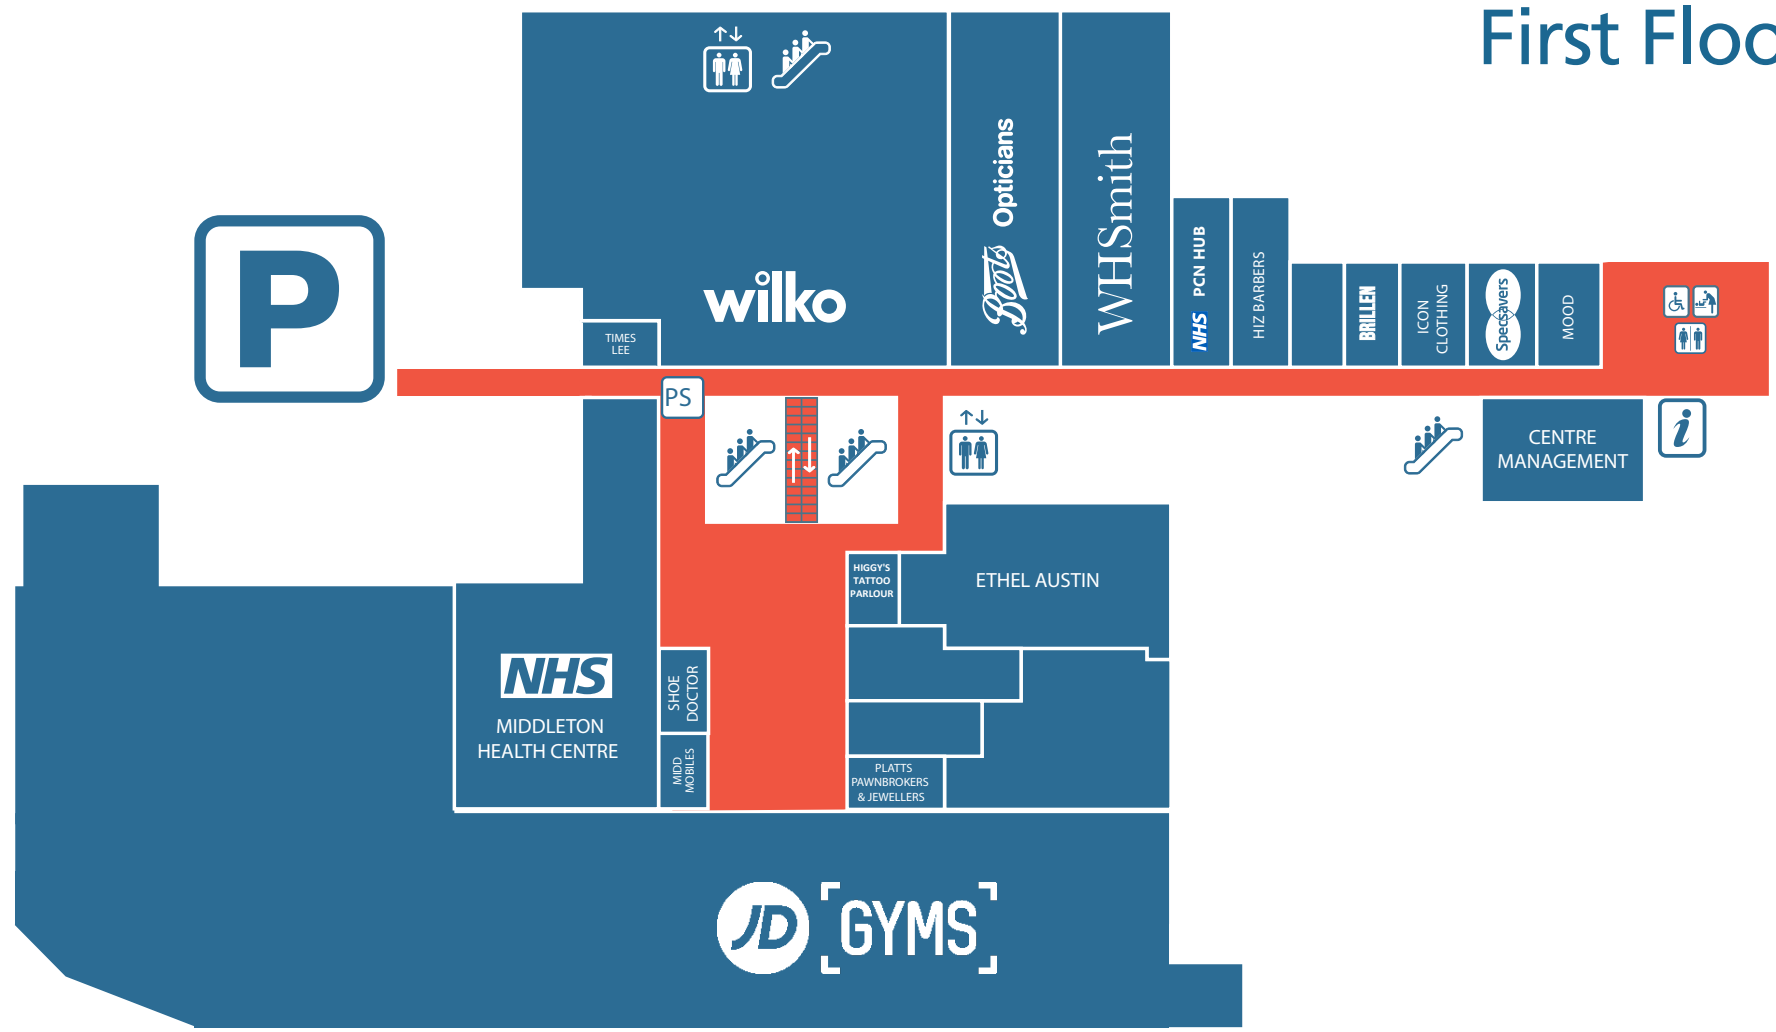 First Floo
P
wilko
Boots Opticians
WHSmith
NHS PCN HUB
HIZ BARBERS
BRILLEN
ICON
CLOTHING
Specsavers
MOOD
TIMES
LEE
PS
CENTRE
MANAGEMENT
i
ETHEL AUSTIN
HIGGY'S
TATTOO
PARLOUR
NHS
MIDDLETON
HEALTH CENTRE
SHOE
DOCTOR
MIDD
MOBILES
PLATTS
PAWNBROKERS
& JEWELLERS
JD GYMS